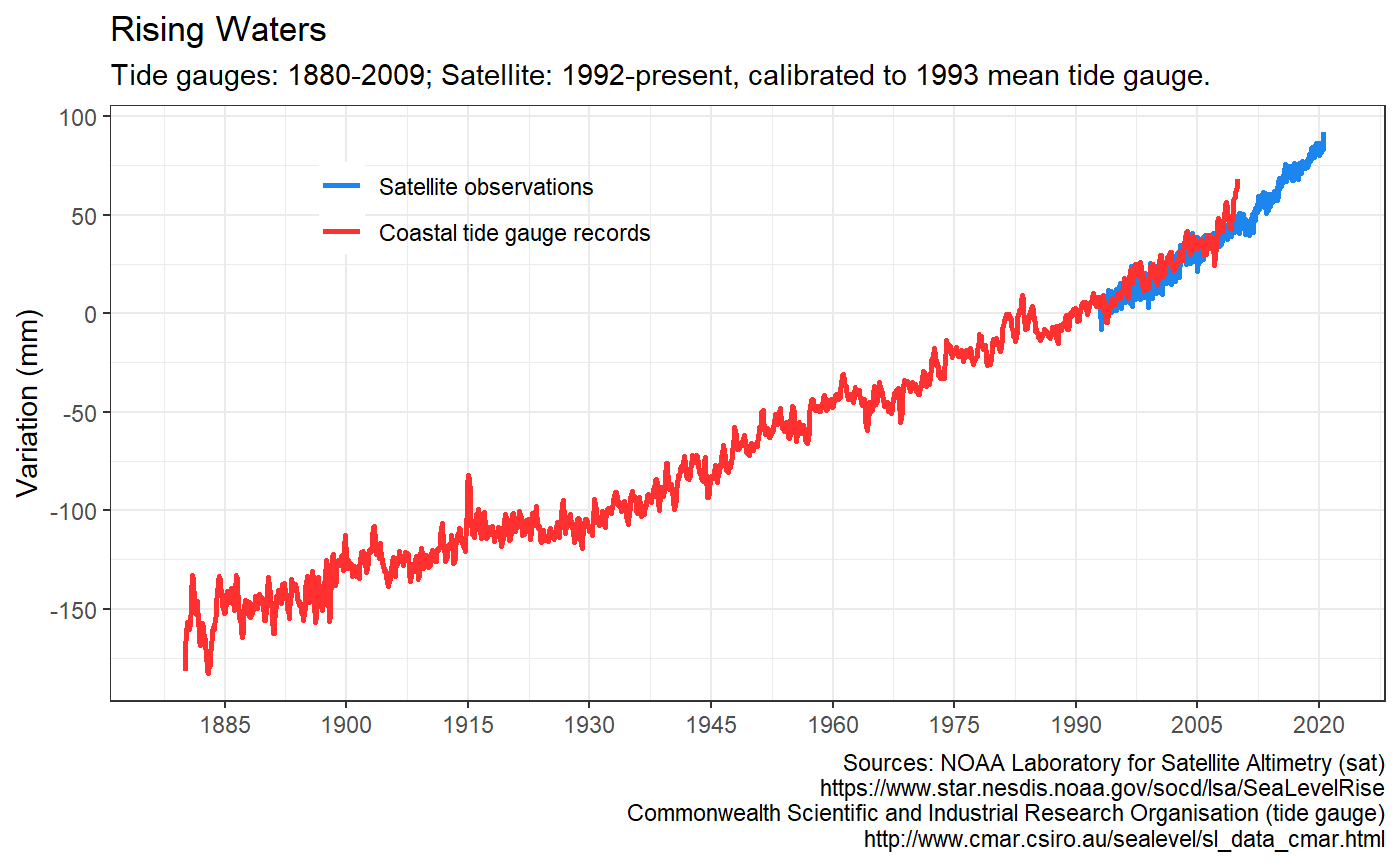 Rising Waters
Tide gauges: 1880-2009; Satellite: 1992-present, calibrated to 1993 mean tide gauge.
Variation (mm)
100
50
0
-50
-100
-150
Satellite observations
Coastal tide gauge records
1885 1900 1915 1930 1945 1960 1975 1990 2005 2020
Sources: NOAA Laboratory for Satellite Altimetry (sat)
https://www.star.nesdis.noaa.gov/socd/lsa/SeaLevelRise
Commonwealth Scientific and Industrial Research Organisation (tide gauge)
http://www.cmar.csiro.au/sealevel/sl_data_cmar.html